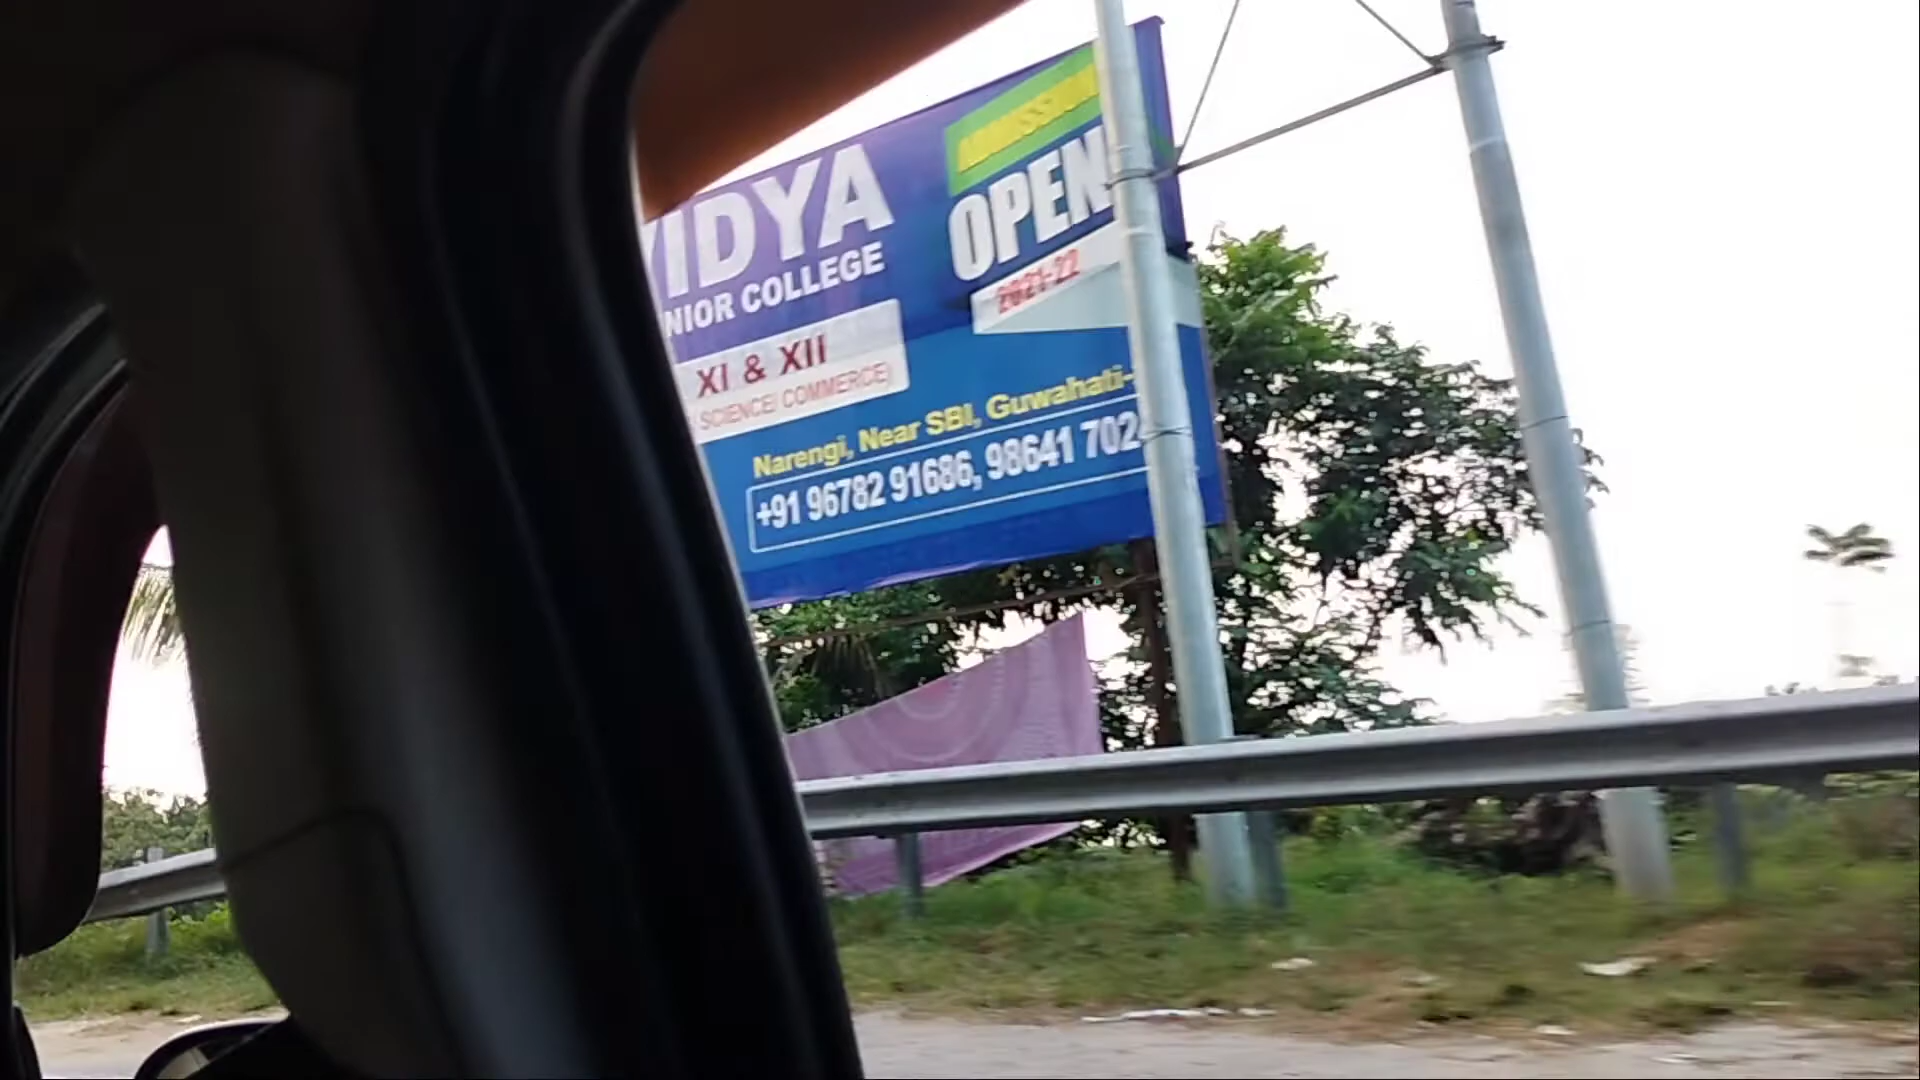 VIDYA
NIOR COLLEGE
XI & XII
SCIENCE/ COMMERCE)
ADMISSION
OPEN
2021-22
Narengi, Near SBI, Guwahati-
+91 96782 91686, 98641 702